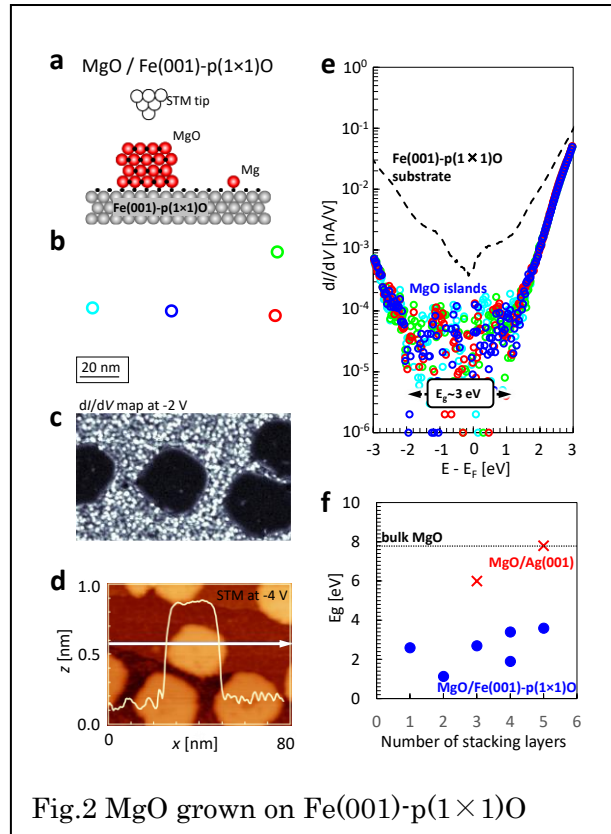 a
MgO / Fe(001)-p(1×1)O
STM tip
MgO
Mg
Fe(001)-p(1×1)O
b
20 nm
c
dI/dV map at -2 V
d
STM at -4 V
z [nm]
1.0
0.5
0.0
0
x [nm]
80
e
dI/dV [nA/V]
10⁰
10⁻¹
10⁻²
10⁻³
10⁻⁴
10⁻⁵
10⁻⁶
Fe(001)-p(1×1)O
substrate
MgO islands
E_g~3 eV
-3 -2 -1 0 1 2 3
E - E_F [eV]
f
Eg [eV]
10
8
6
4
2
0
bulk MgO
MgO/Ag(001)
MgO/Fe(001)-p(1×1)O
0 1 2 3 4 5 6
Number of stacking layers
Fig.2 MgO grown on Fe(001)-p(1×1)O